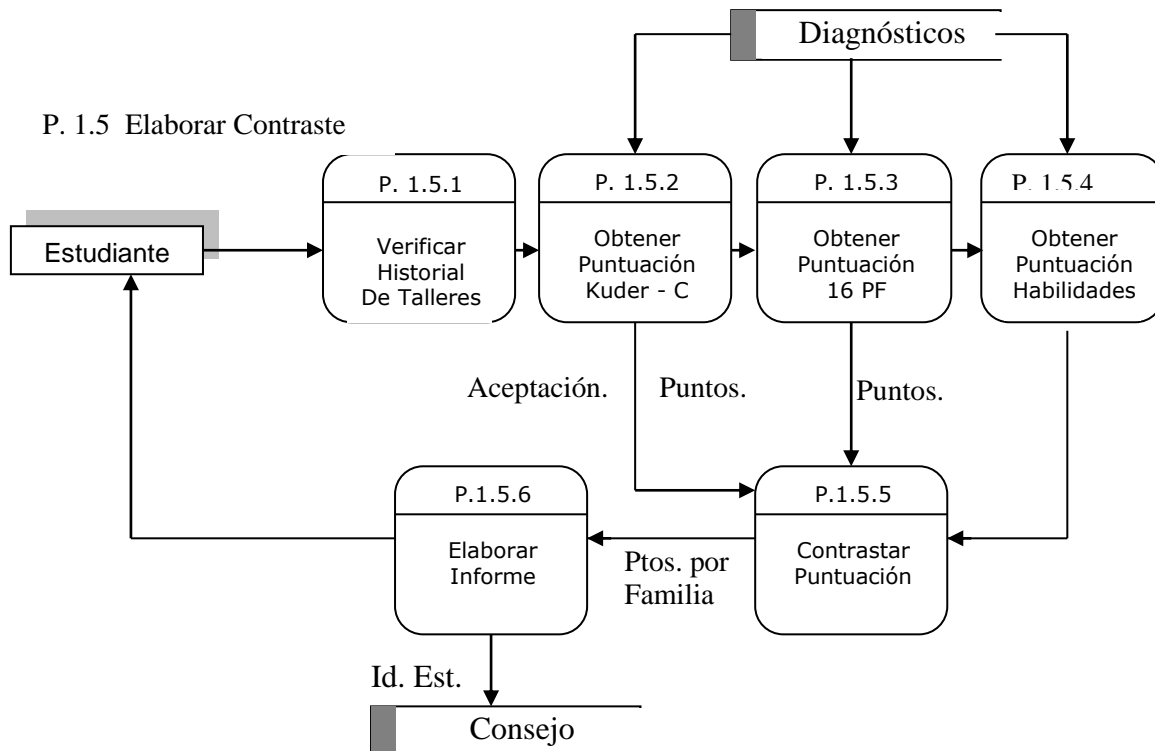 Diagnósticos
P. 1.5 Elaborar Contraste
P. 1.5.1
P. 1.5.2
P. 1.5.3
P. 1.5.4
Estudiante
Verificar
Historial
De Talleres
Obtener
Puntuación
Kuder - C
Obtener
Puntuación
16 PF
Obtener
Puntuación
Habilidades
Aceptación.
Puntos.
Puntos.
P.1.5.6
P.1.5.5
Elaborar
Informe
Ptos. por
Familia
Contrastar
Puntuación
Id. Est.
Consejo